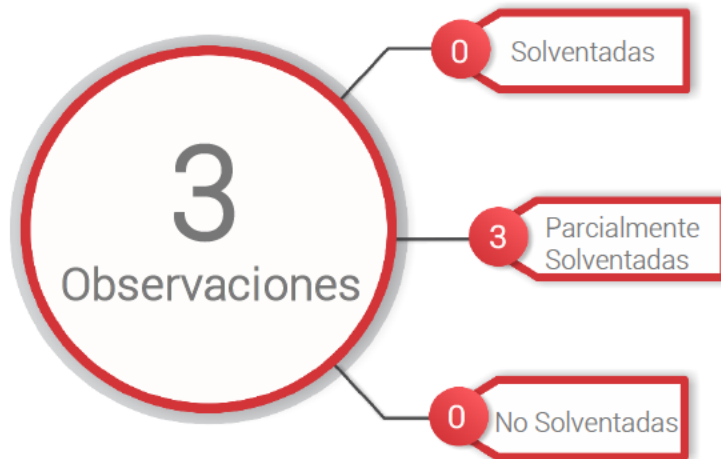 3
Observaciones
0
Solventadas
3
Parcialmente
Solventadas
0
No Solventadas